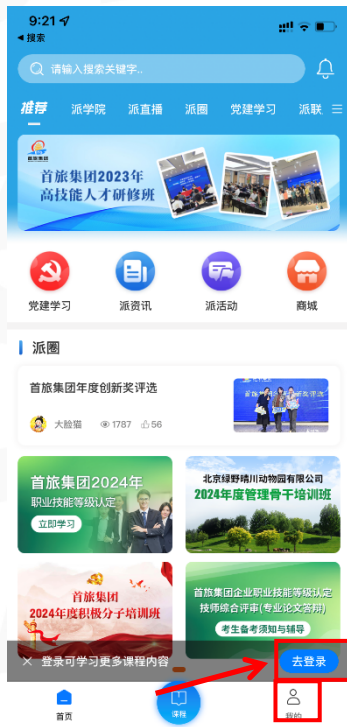 9:21
搜索
请输入搜索关键字..
推荐 派学院 派直播 派圈 党建学习 派联
首旅集团
首旅集团2023年
高技能人才研修班
党建学习 派资讯 派活动 商城
派圈
首旅集团年度创新奖评选
大脸猫 1787 56
首旅集团2024年
职业技能等级认定
立即学习
北京绿野晴川动物园有限公司
2024年度管理骨干培训班
首旅集团
2024年度积极分子培训班
首旅集团企业职业技能等级认定
技师综合评审(专业论文答辩)
考生备考须知与辅导
× 登录可学习更多课程内容 去登录
首页 课程 我的